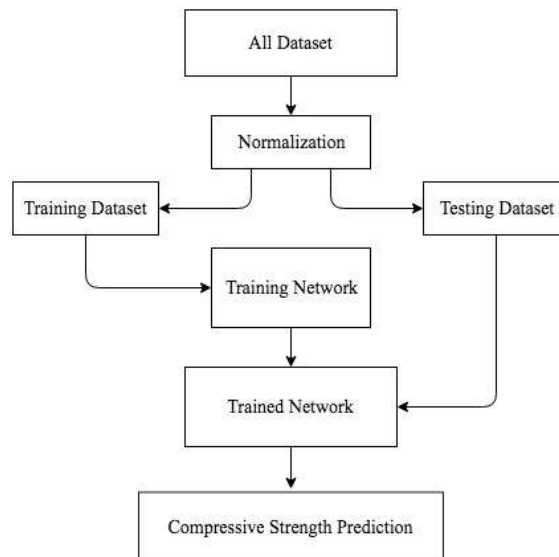 All Dataset
Normalization
Training Dataset
Testing Dataset
Training Network
Trained Network
Compressive Strength Prediction